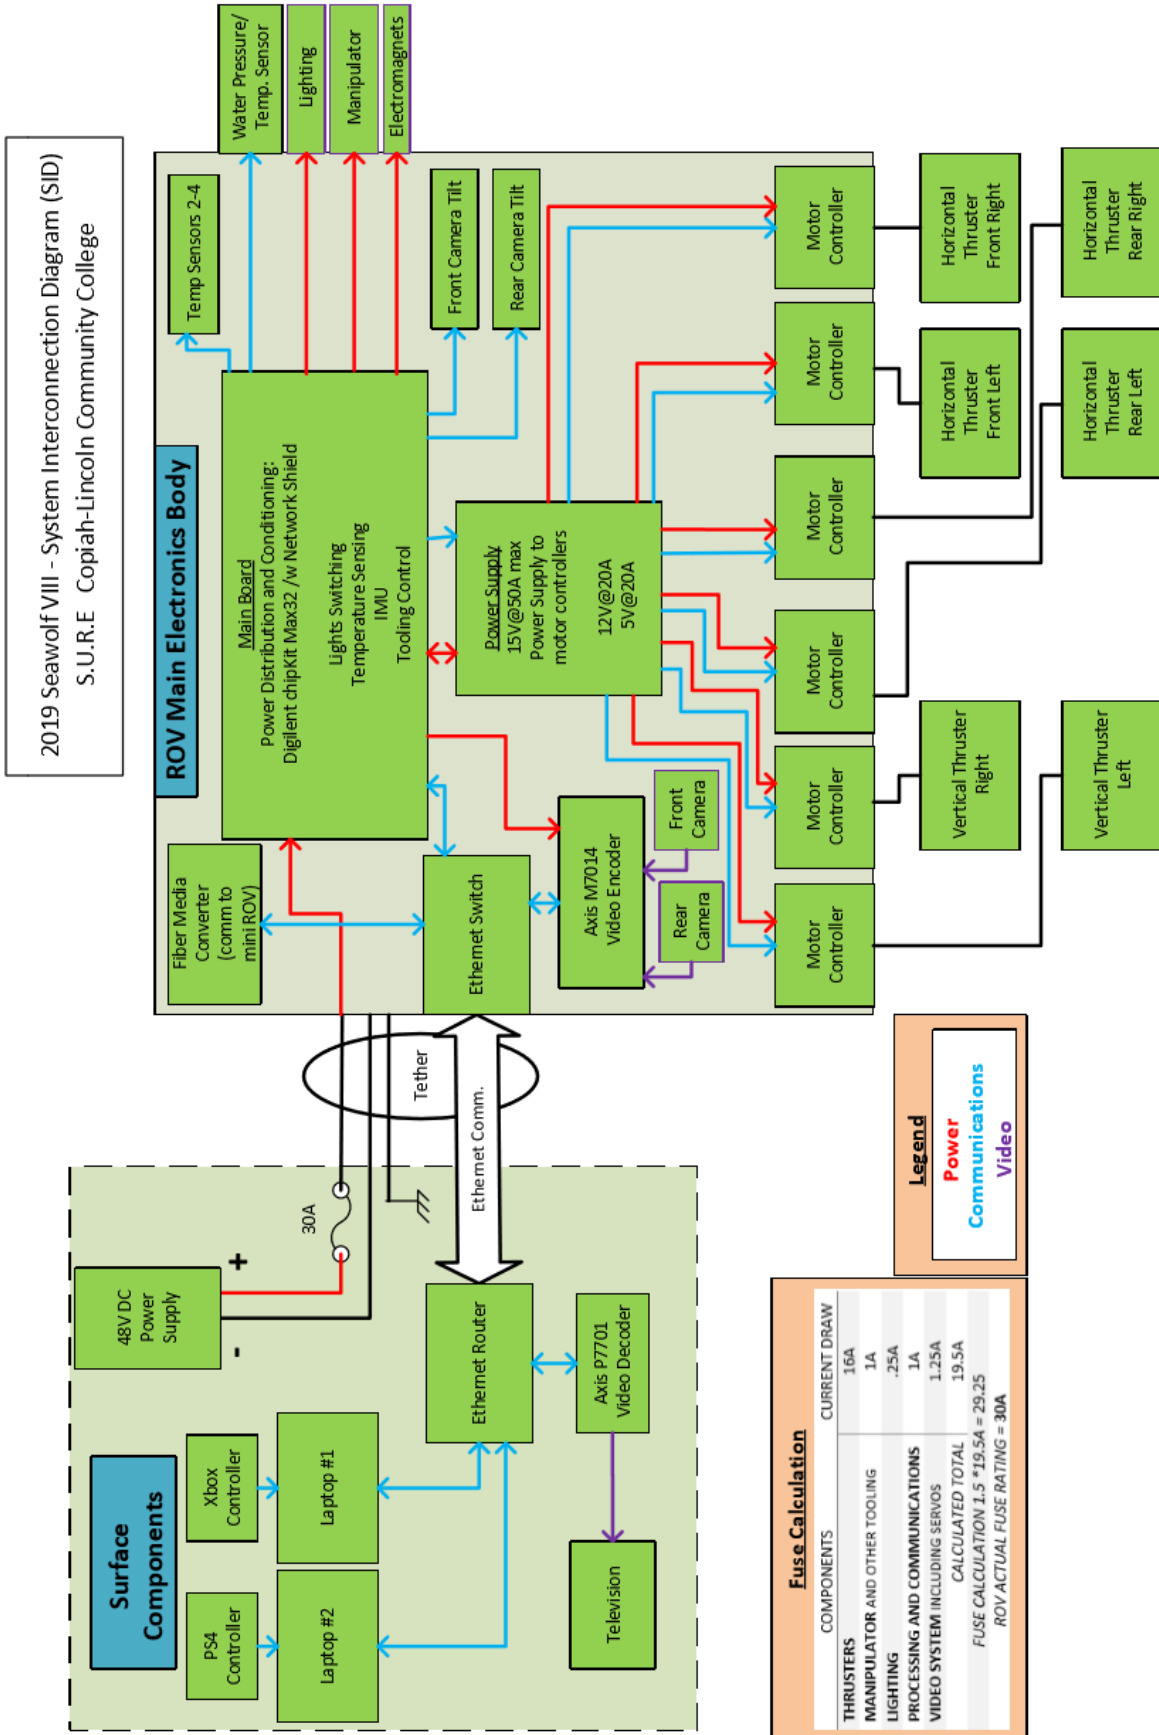 2019 Seawolf VIII - System Interconnection Diagram (SID)
S.U.R.E Copiah-Lincoln Community College
Surface
Components
PS4
Controller
Xbox
Controller
Laptop #2
Laptop #1
48V DC
Power
Supply
-
+
30A
Ethernet Router
Axis P7701
Video Decoder
Television
Tether
Ethernet Comm.
ROV Main Electronics Body
Fiber Media
Converter
(comm to
mini ROV)
Main Board
Power Distribution and Conditioning:
Digilent chipKit Max32 /w Network Shield
Lights Switching
Temperature Sensing
IMU
Tooling Control
Temp Sensors 2-4
Water Pressure/
Temp. Sensor
Lighting
Manipulator
Electromagnets
Front Camera Tilt
Rear Camera Tilt
Ethernet Switch
Power Supply
15V@50A max
Power Supply to
motor controllers
12V@20A
5V@20A
Axis M7014
Video Encoder
Rear
Camera
Front
Camera
Motor
Controller
Motor
Controller
Motor
Controller
Motor
Controller
Motor
Controller
Motor
Controller
Vertical Thruster
Right
Horizontal
Thruster
Front Left
Horizontal
Thruster
Front Right
Vertical Thruster
Left
Horizontal
Thruster
Rear Left
Horizontal
Thruster
Rear Right
Fuse Calculation
COMPONENTS CURRENT DRAW
THRUSTERS 16A
MANIPULATOR AND OTHER TOOLING 1A
LIGHTING .25A
PROCESSING AND COMMUNICATIONS 1A
VIDEO SYSTEM INCLUDING SERVOS 1.25A
CALCULATED TOTAL 19.5A
FUSE CALCULATION 1.5 *19.5A = 29.25
ROV ACTUAL FUSE RATING = 30A
Legend
Power
Communications
Video